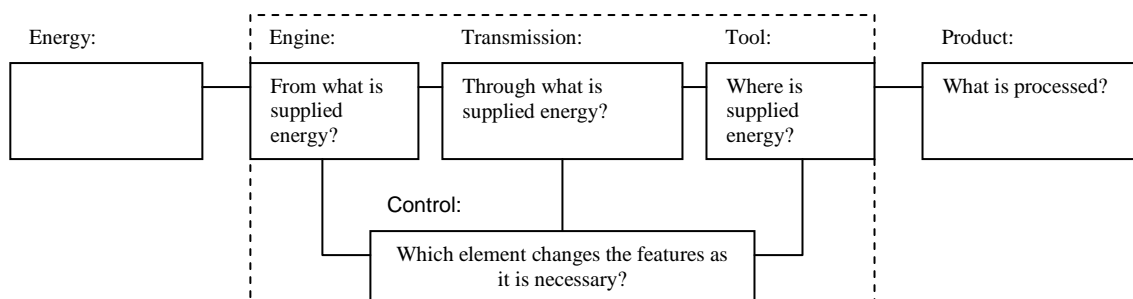 Energy:
Engine:
Transmission:
Tool:
Product:
From what is
supplied
energy?
Through what is
supplied energy?
Where is
supplied
energy?
What is processed?
Control:
Which element changes the features as
it is necessary?